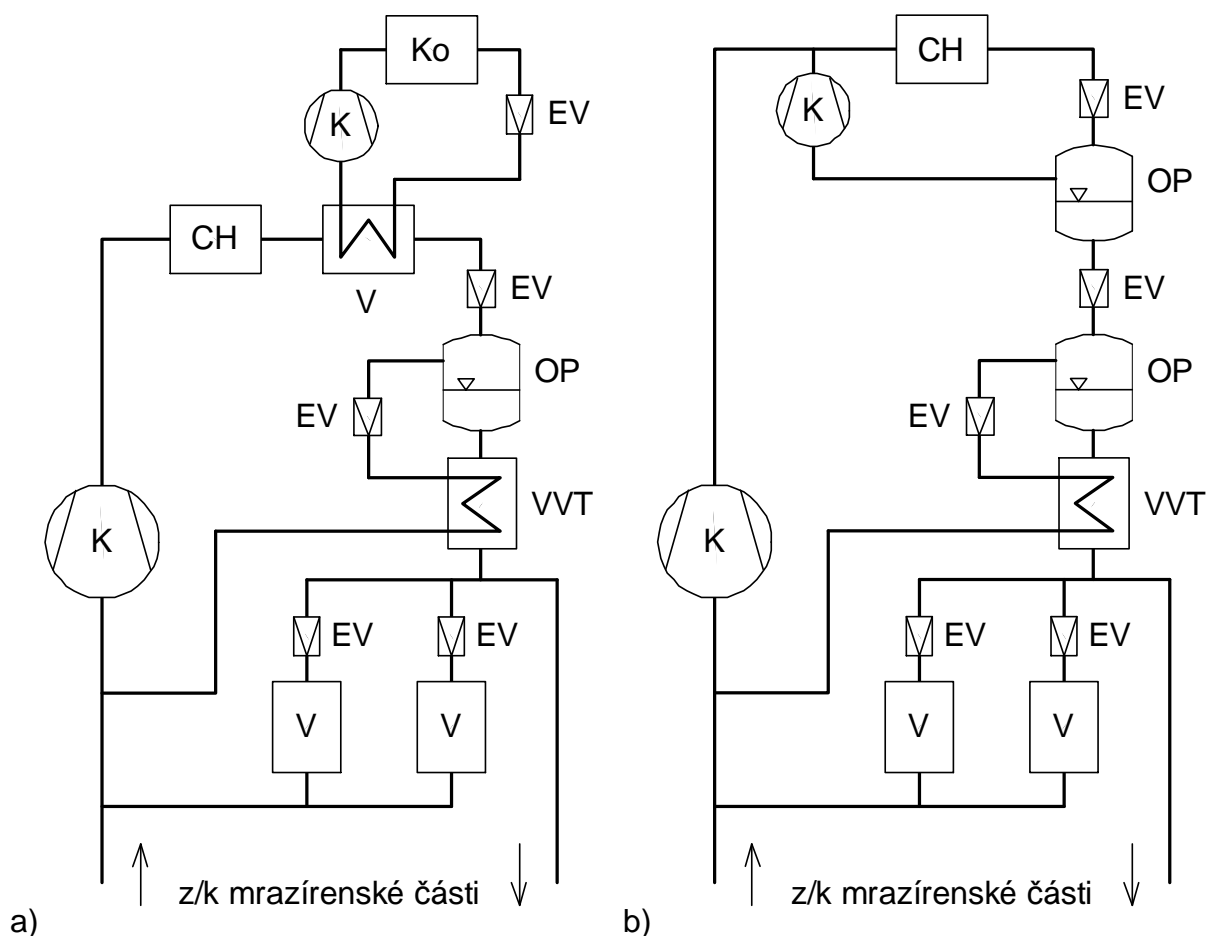 Ko
K
EV
CH
V
EV
OP
EV
VVT
K
EV
EV
V
V
z/k mrazírenské části
a)
CH
K
EV
OP
EV
OP
EV
VVT
K
EV
EV
V
V
z/k mrazírenské části
b)